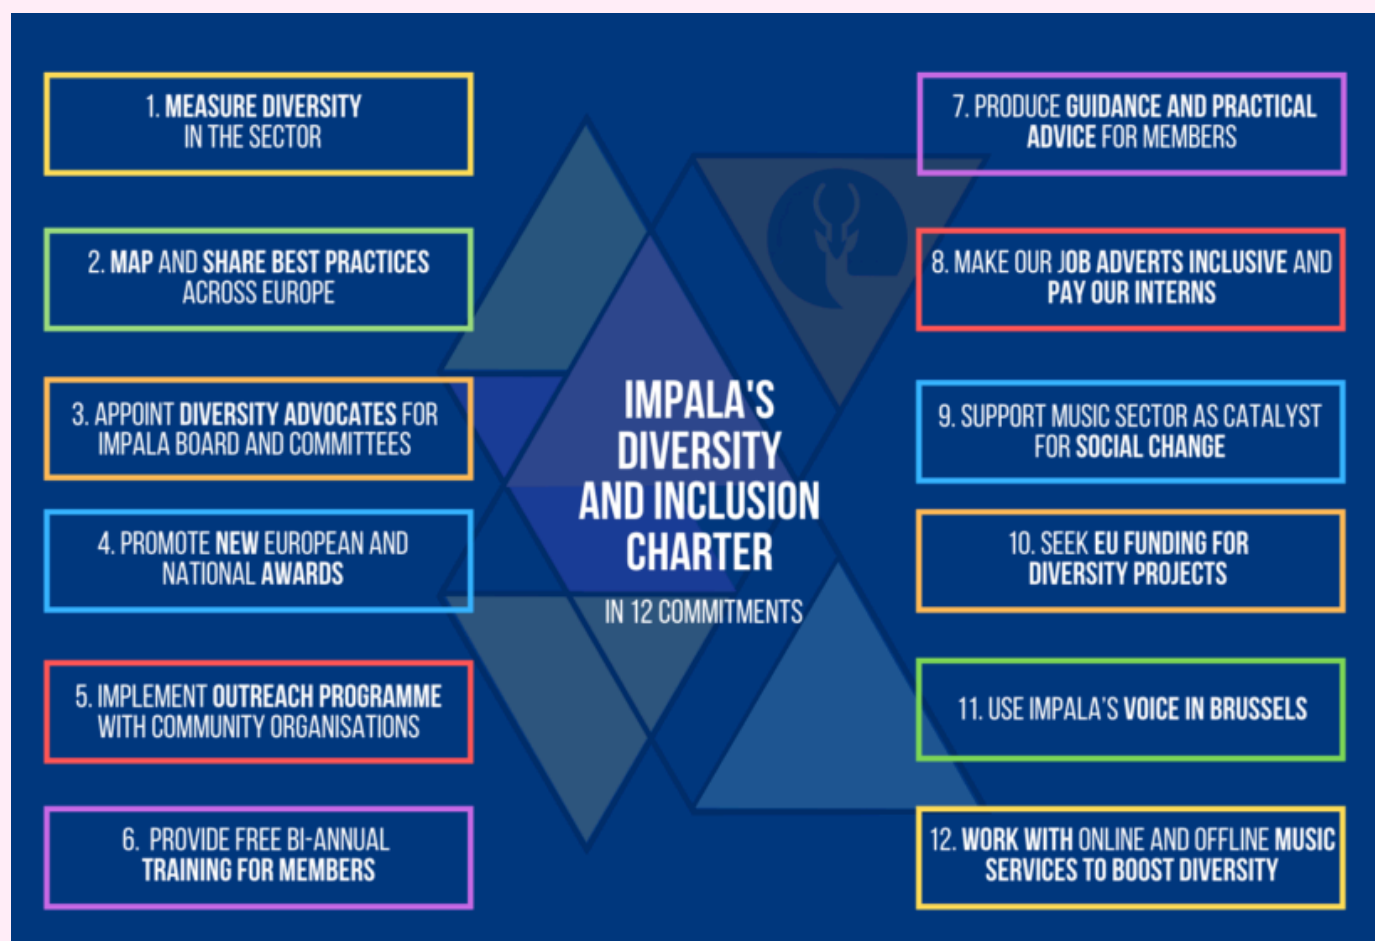 1. MEASURE DIVERSITY
IN THE SECTOR
2. MAP AND SHARE BEST PRACTICES
ACROSS EUROPE
3. APPOINT DIVERSITY ADVOCATES FOR
IMPALA BOARD AND COMMITTEES
4. PROMOTE NEW EUROPEAN AND
NATIONAL AWARDS
5. IMPLEMENT OUTREACH PROGRAMME
WITH COMMUNITY ORGANISATIONS
6. PROVIDE FREE BI-ANNUAL
TRAINING FOR MEMBERS
IMPALA'S
DIVERSITY
AND INCLUSION
CHARTER
IN 12 COMMITMENTS
7. PRODUCE GUIDANCE AND PRACTICAL
ADVICE FOR MEMBERS
8. MAKE OUR JOB ADVERTS INCLUSIVE AND
PAY OUR INTERNS
9. SUPPORT MUSIC SECTOR AS CATALYST
FOR SOCIAL CHANGE
10. SEEK EU FUNDING FOR
DIVERSITY PROJECTS
11. USE IMPALA'S VOICE IN BRUSSELS
12. WORK WITH ONLINE AND OFFLINE MUSIC
SERVICES TO BOOST DIVERSITY